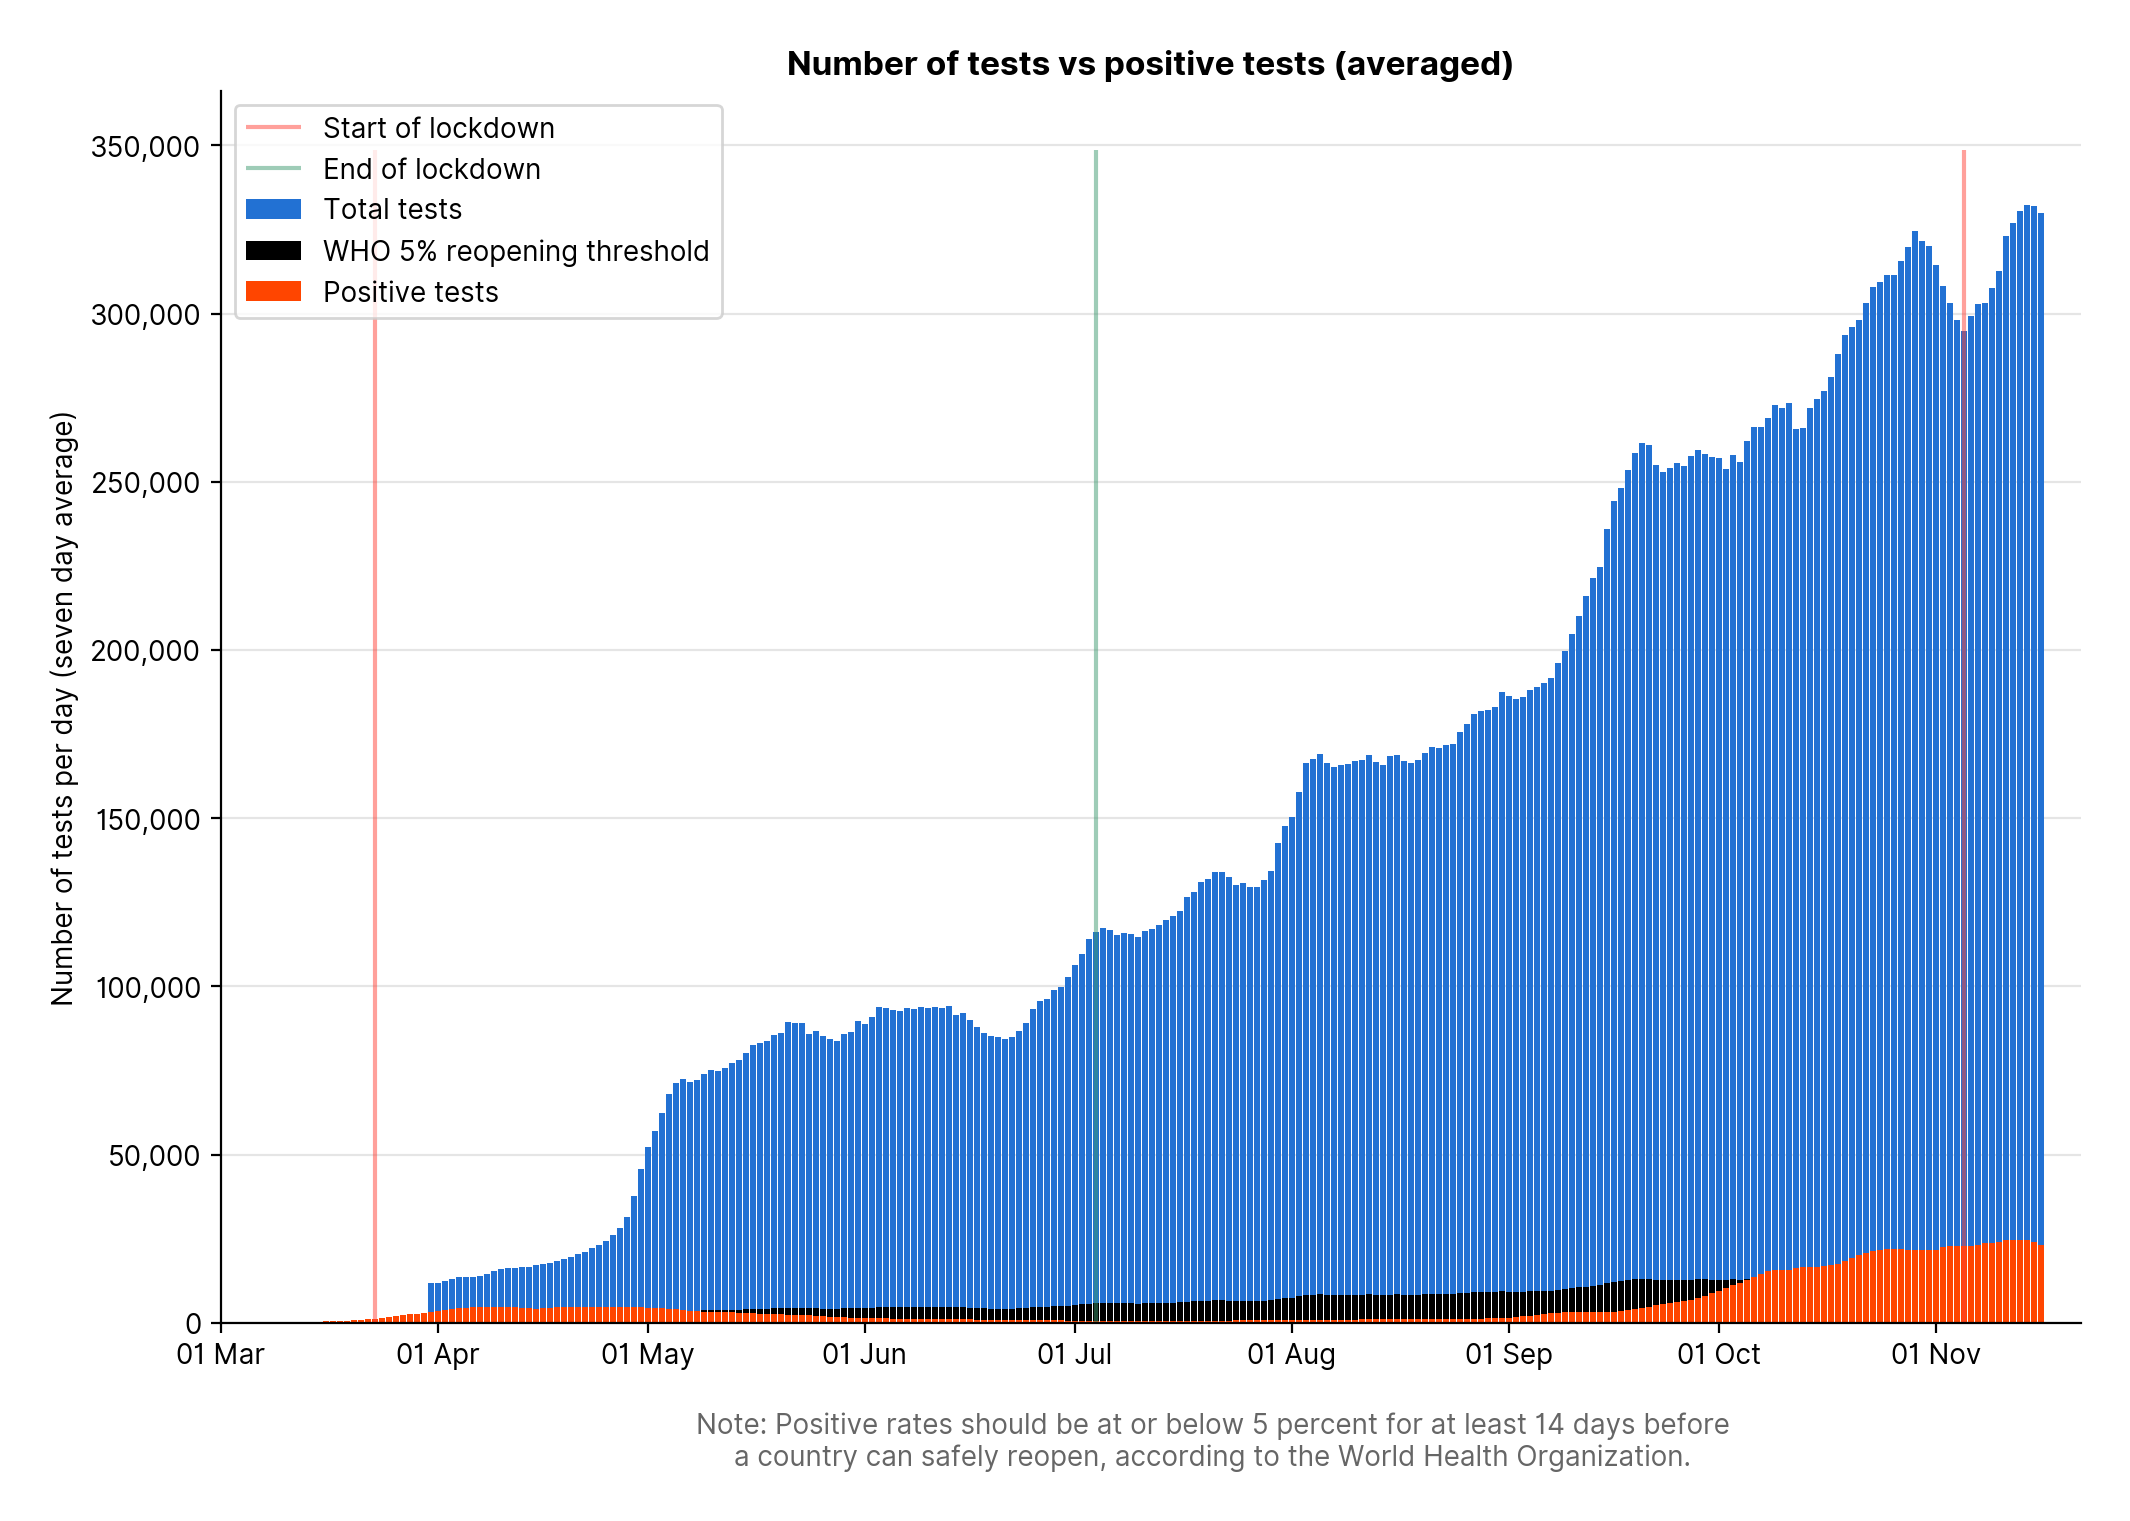 Number of tests vs positive tests (averaged)
Start of lockdown
End of lockdown
Total tests
WHO 5% reopening threshold
Positive tests
Number of tests per day (seven day average)
350,000
300,000
250,000
200,000
150,000
100,000
50,000
0
01 Mar
01 Apr
01 May
01 Jun
01 Jul
01 Aug
01 Sep
01 Oct
01 Nov
Note: Positive rates should be at or below 5 percent for at least 14 days before
a country can safely reopen, according to the World Health Organization.